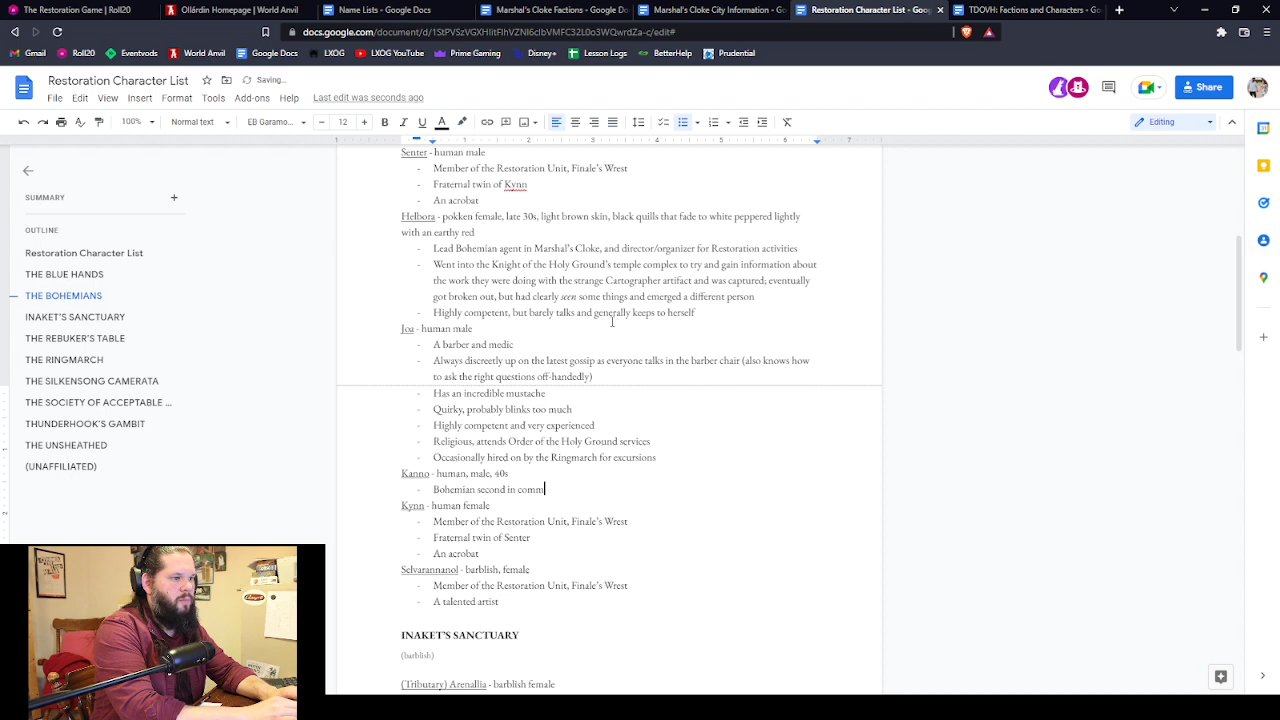 The Restoration Game | Roll20
Ollárdin Homepage | World Anvil
Name Lists - Google Docs
Marshal's Cloke Factions - Google Do
Marshal's Cloke City Information - Go
Restoration Character List - Google
TDOVH: Factions and Characters - Go
docs.google.com/document/d/1StPVSzVGXHIitFlhVZNl6cIbVMFC32L0o3WQwrdZa-c/edit#
Gmail
Roll20
Events
World Anvil
YouTube
Google Docs
LXOG
LXOG YouTube
Prime Gaming
Disney+
Lesson Logs
BetterHelp
Prudential
Restoration Character List
Saving...
File Edit View Insert Format Tools Add-ons Help
Last edit was seconds ago
Share
100%
Normal text
EB Garamo...
12
Editing
SUMMARY
OUTLINE
Restoration Character List
THE BLUE HANDS
THE BOHEMIANS
INAKET'S SANCTUARY
THE REBUKER'S TABLE
THE RINGMARCH
THE SILKENSONG CAMERATA
THE SOCIETY OF ACCEPTABLE ...
THUNDERHOOK'S GAMBIT
THE UNSHEATHED
(UNAFFILIATED)
Senter - human male
- Member of the Restoration Unit, Finale's Wrest
- Fraternal twin of Kynn
- An acrobat
Helbora - pokken female, late 30s, light brown skin, black quills that fade to white peppered lightly
with an earthy red
- Lead Bohemian agent in Marshal's Cloke, and director/organizer for Restoration activities
- Went into the Knight of the Holy Ground's temple complex to try and gain information about
the work they were doing with the strange Cartographer artifact and was captured; eventually
got broken out, but had clearly seen some things and emerged a different person
- Highly competent, but barely talks and generally keeps to herself
Joa - human male
- A barber and medic
- Always discreetly up on the latest gossip as everyone talks in the barber chair (also knows how
to ask the right questions off-handedly)
- Has an incredible mustache
- Quirky, probably blinks too much
- Highly competent and very experienced
- Religious, attends Order of the Holy Ground services
- Occasionally hired on by the Ringmarch for excursions
Kanno - human, male, 40s
- Bohemian second in comm
Kynn - human female
- Member of the Restoration Unit, Finale's Wrest
- Fraternal twin of Senter
- An acrobat
Selvarannanol - barblish, female
- Member of the Restoration Unit, Finale's Wrest
- A talented artist
INAKET'S SANCTUARY
(barblish)
(Tributary) Arenallia - barblish female